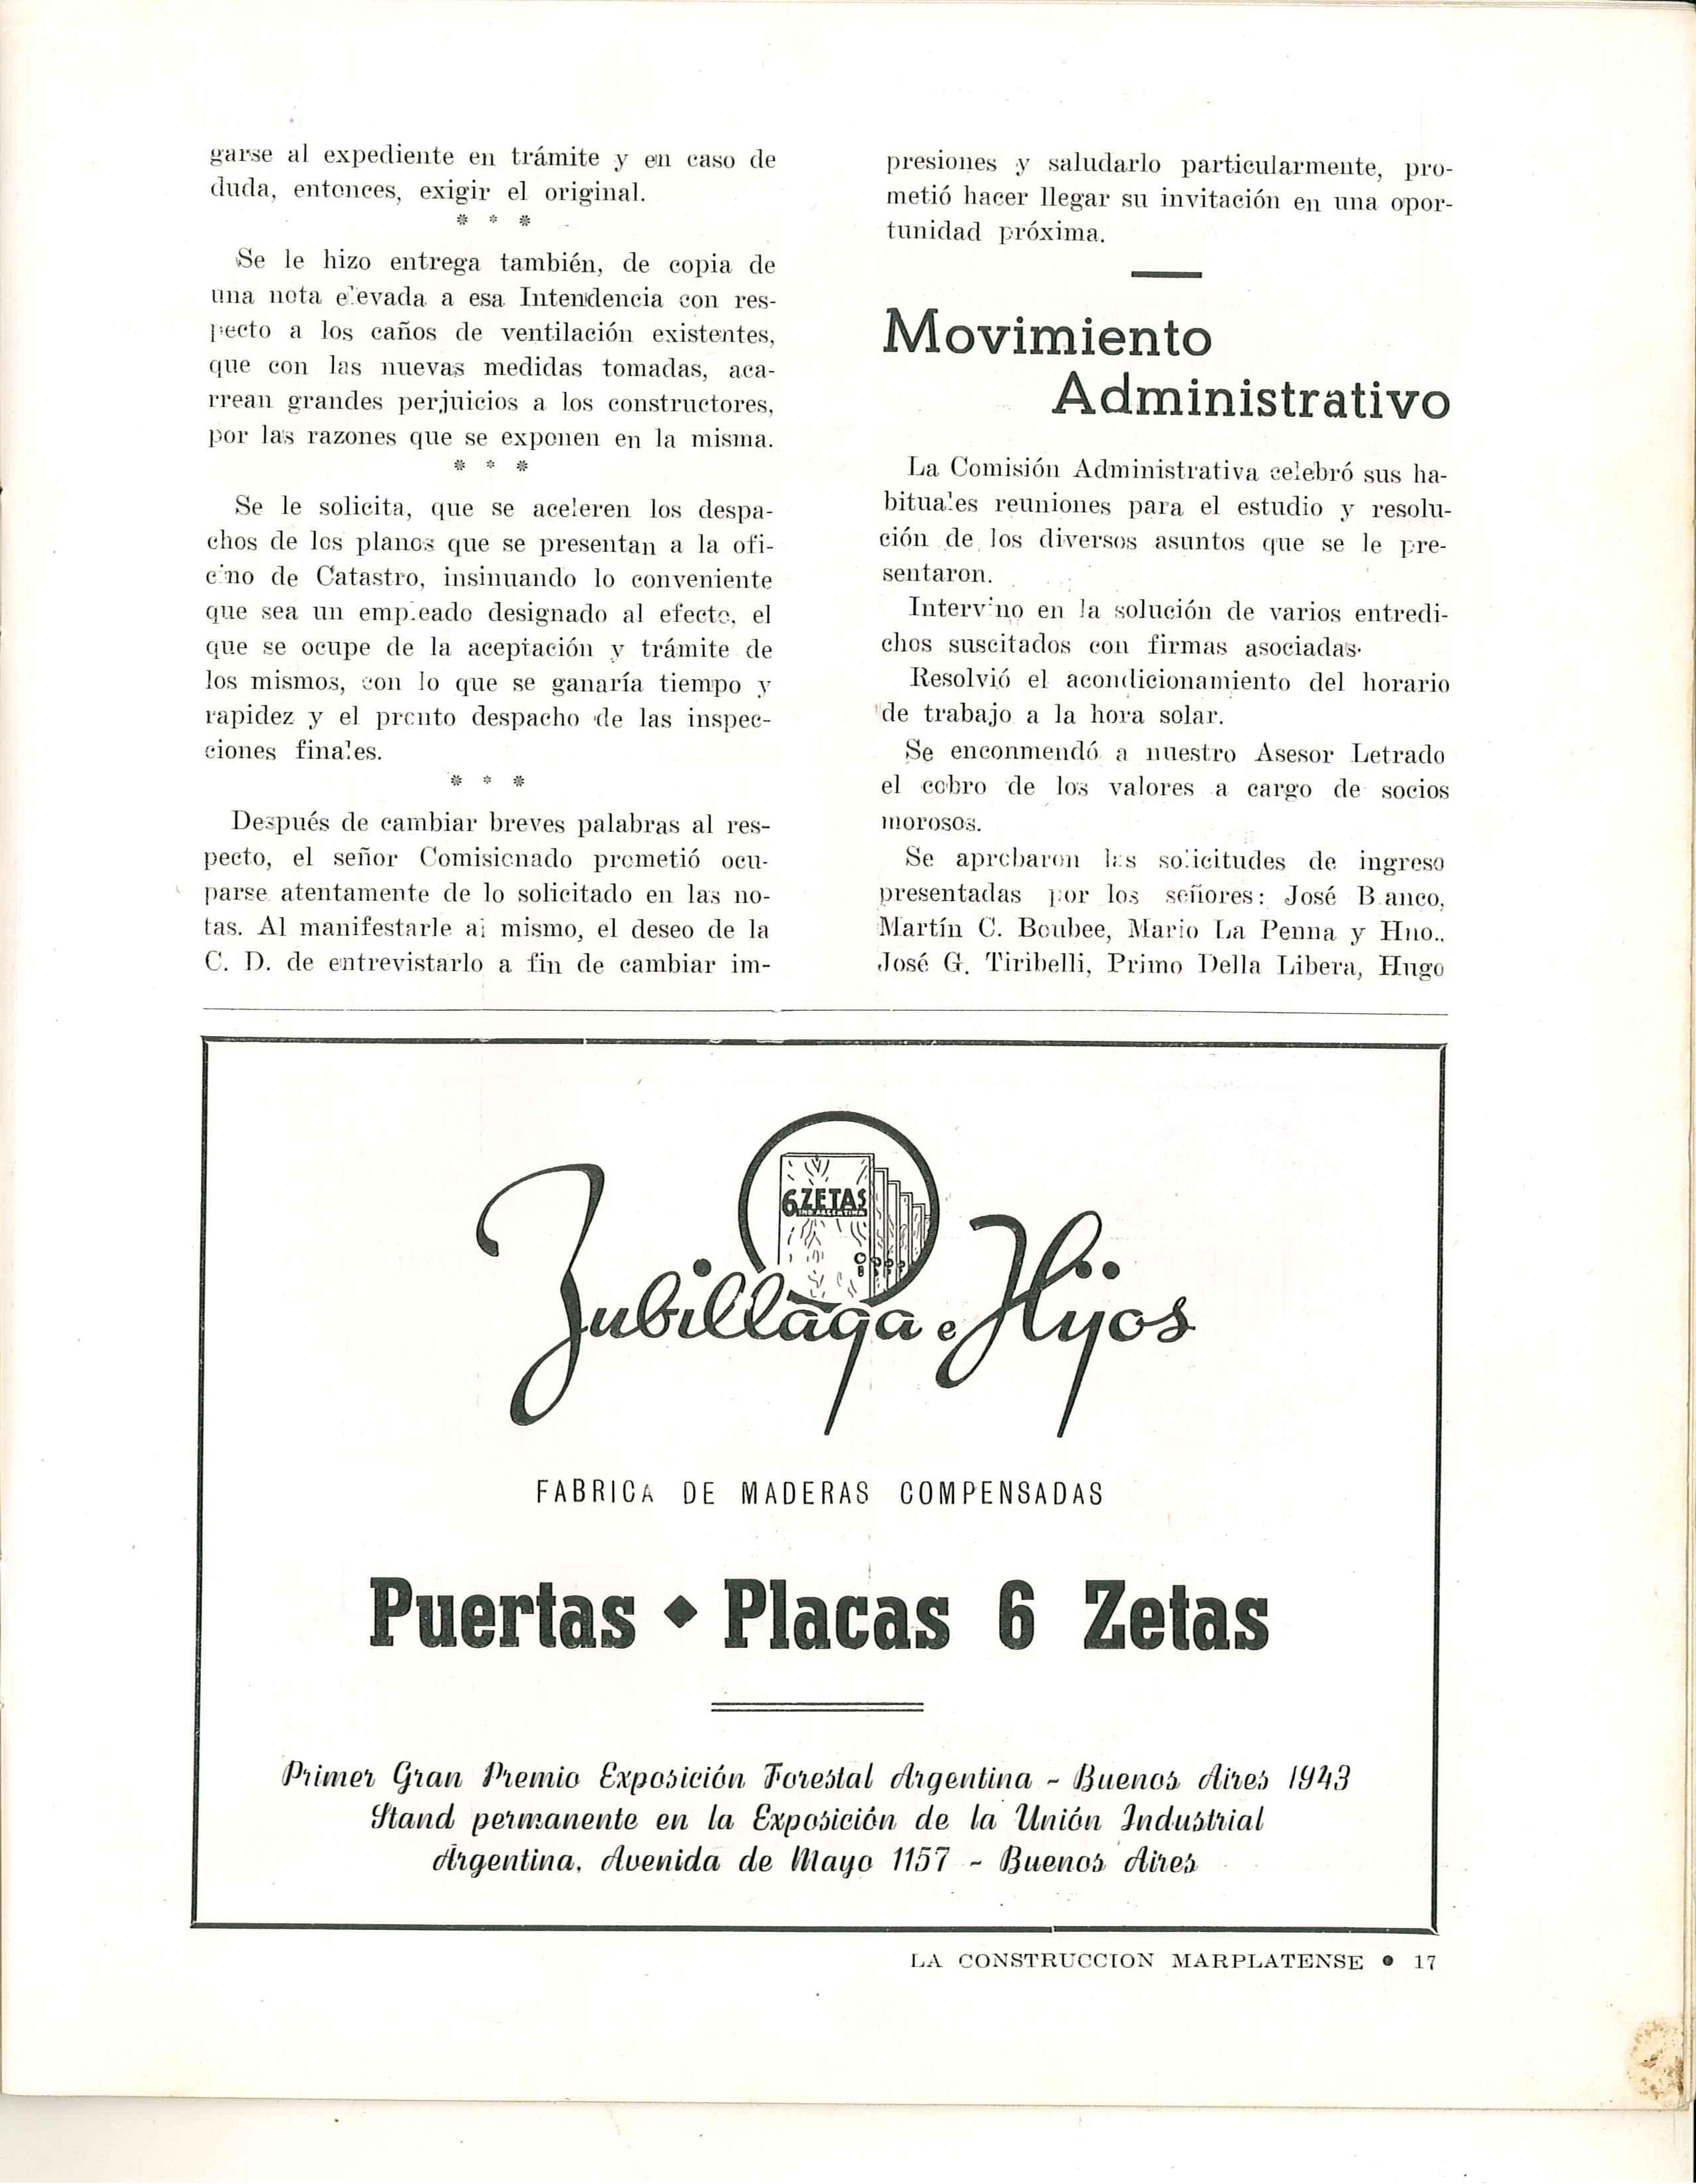 garse al expediente en trámite y en caso de
duda, entonces, exigir el original.
* * *
Se le hizo entrega también, de copia de
una nota elevada a esa Intendencia con res-
pecto a los caños de ventilación existentes,
que con las nuevas medidas tomadas, aca-
rrean grandes perjuicios a los constructores,
por las razones que se exponen en la misma.
* * *
Se le solicita, que se aceleren los despa-
chos de los planos que se presentan a la ofi-
cino de Catastro, insinuando lo conveniente
que sea un empleado designado al efecto, el
que se ocupe de la aceptación y trámite de
los mismos, con lo que se ganaría tiempo y
rapidez y el pronto despacho de las inspec-
ciones finales.
* * *
Después de cambiar breves palabras al res-
pecto, el señor Comisionado prometió ocu-
parse atentamente de lo solicitado en las no-
tas. Al manifestarle al mismo, el deseo de la
C. D. de entrevistarlo a fin de cambiar im-
presiones y saludarlo particularmente, pro-
metió hacer llegar su invitación en una opor-
tunidad próxima.
Movimiento
Administrativo
La Comisión Administrativa celebró sus ha-
bituales reuniones para el estudio y resolu-
ción de los diversos asuntos que se le pre-
sentaron.
Intervino en la solución de varios entredi-
chos suscitados con firmas asociadas.
Resolvió el acondicionamiento del horario
de trabajo a la hora solar.
Se enconmendó a nuestro Asesor Letrado
el cobro de los valores a cargo de socios
morosos.
Se aprobaron las solicitudes de ingreso
presentadas por los señores: José Blanco,
Martín C. Boubee, Mario La Penna y Hno.,
José G. Tiribelli, Primo Della Libera, Hugo
6 ZETAS
IND. ARGENTINA
Zubillaga e Hijos
FABRICA DE MADERAS COMPENSADAS
Puertas ◆ Placas 6 Zetas
Primer Gran Premio Exposición Forestal Argentina - Buenos Aires 1943
Stand permanente en la Exposición de la Unión Industrial
Argentina, Avenida de Mayo 1157 - Buenos Aires
LA CONSTRUCCION MARPLATENSE ● 17